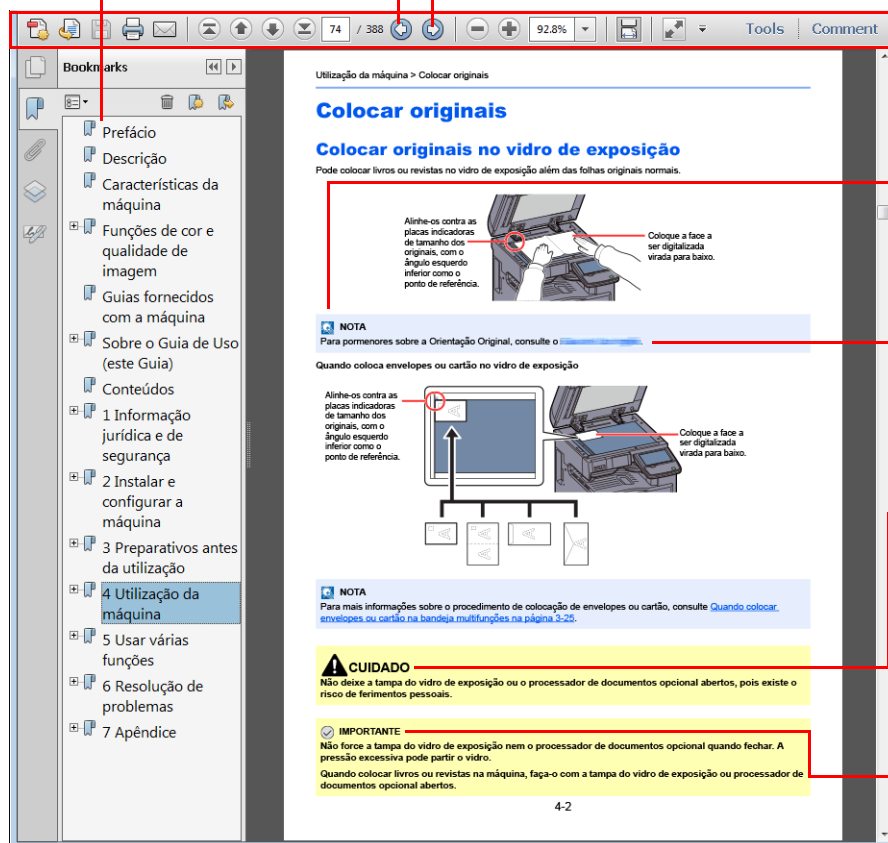 74 / 388 92.8% Tools Comment
Bookmarks
Prefácio
Descrição
Características da
máquina
Funções de cor e
qualidade de
imagem
Guias fornecidos
com a máquina
Sobre o Guia de Uso
(este Guia)
Conteúdos
1 Informação
jurídica e de
segurança
2 Instalar e
configurar a
máquina
3 Preparativos antes
da utilização
4 Utilização da
máquina
5 Usar várias
funções
6 Resolução de
problemas
7 Apêndice
Utilização da máquina > Colocar originais
Colocar originais
Colocar originais no vidro de exposição
Pode colocar livros ou revistas no vidro de exposição além das folhas originais normais.
Alinhe-os contra as
placas indicadoras
de tamanho dos
originais, com o
ângulo esquerdo
inferior como o
ponto de referência.
Coloque a face a
ser digitalizada
virada para baixo.
NOTA
Para pormenores sobre a Orientação Original, consulte o .
Quando coloca envelopes ou cartão no vidro de exposição
Alinhe-os contra as
placas indicadoras
de tamanho dos
originais, com o
ângulo esquerdo
inferior como o
ponto de referência.
A
Coloque a face a
ser digitalizada
virada para baixo.
A
A
A
A
A
NOTA
Para mais informações sobre o procedimento de colocação de envelopes ou cartão, consulte Quando colocar
envelopes ou cartão na bandeja multifunções na página 3-25.
CUIDADO
Não deixe a tampa do vidro de exposição ou o processador de documentos opcional abertos, pois existe o
risco de ferimentos pessoais.
IMPORTANTE
Não force a tampa do vidro de exposição nem o processador de documentos opcional quando fechar. A
pressão excessiva pode partir o vidro.
Quando colocar livros ou revistas na máquina, faça-o com a tampa do vidro de exposição ou processador de
documentos opcional abertos.
4-2